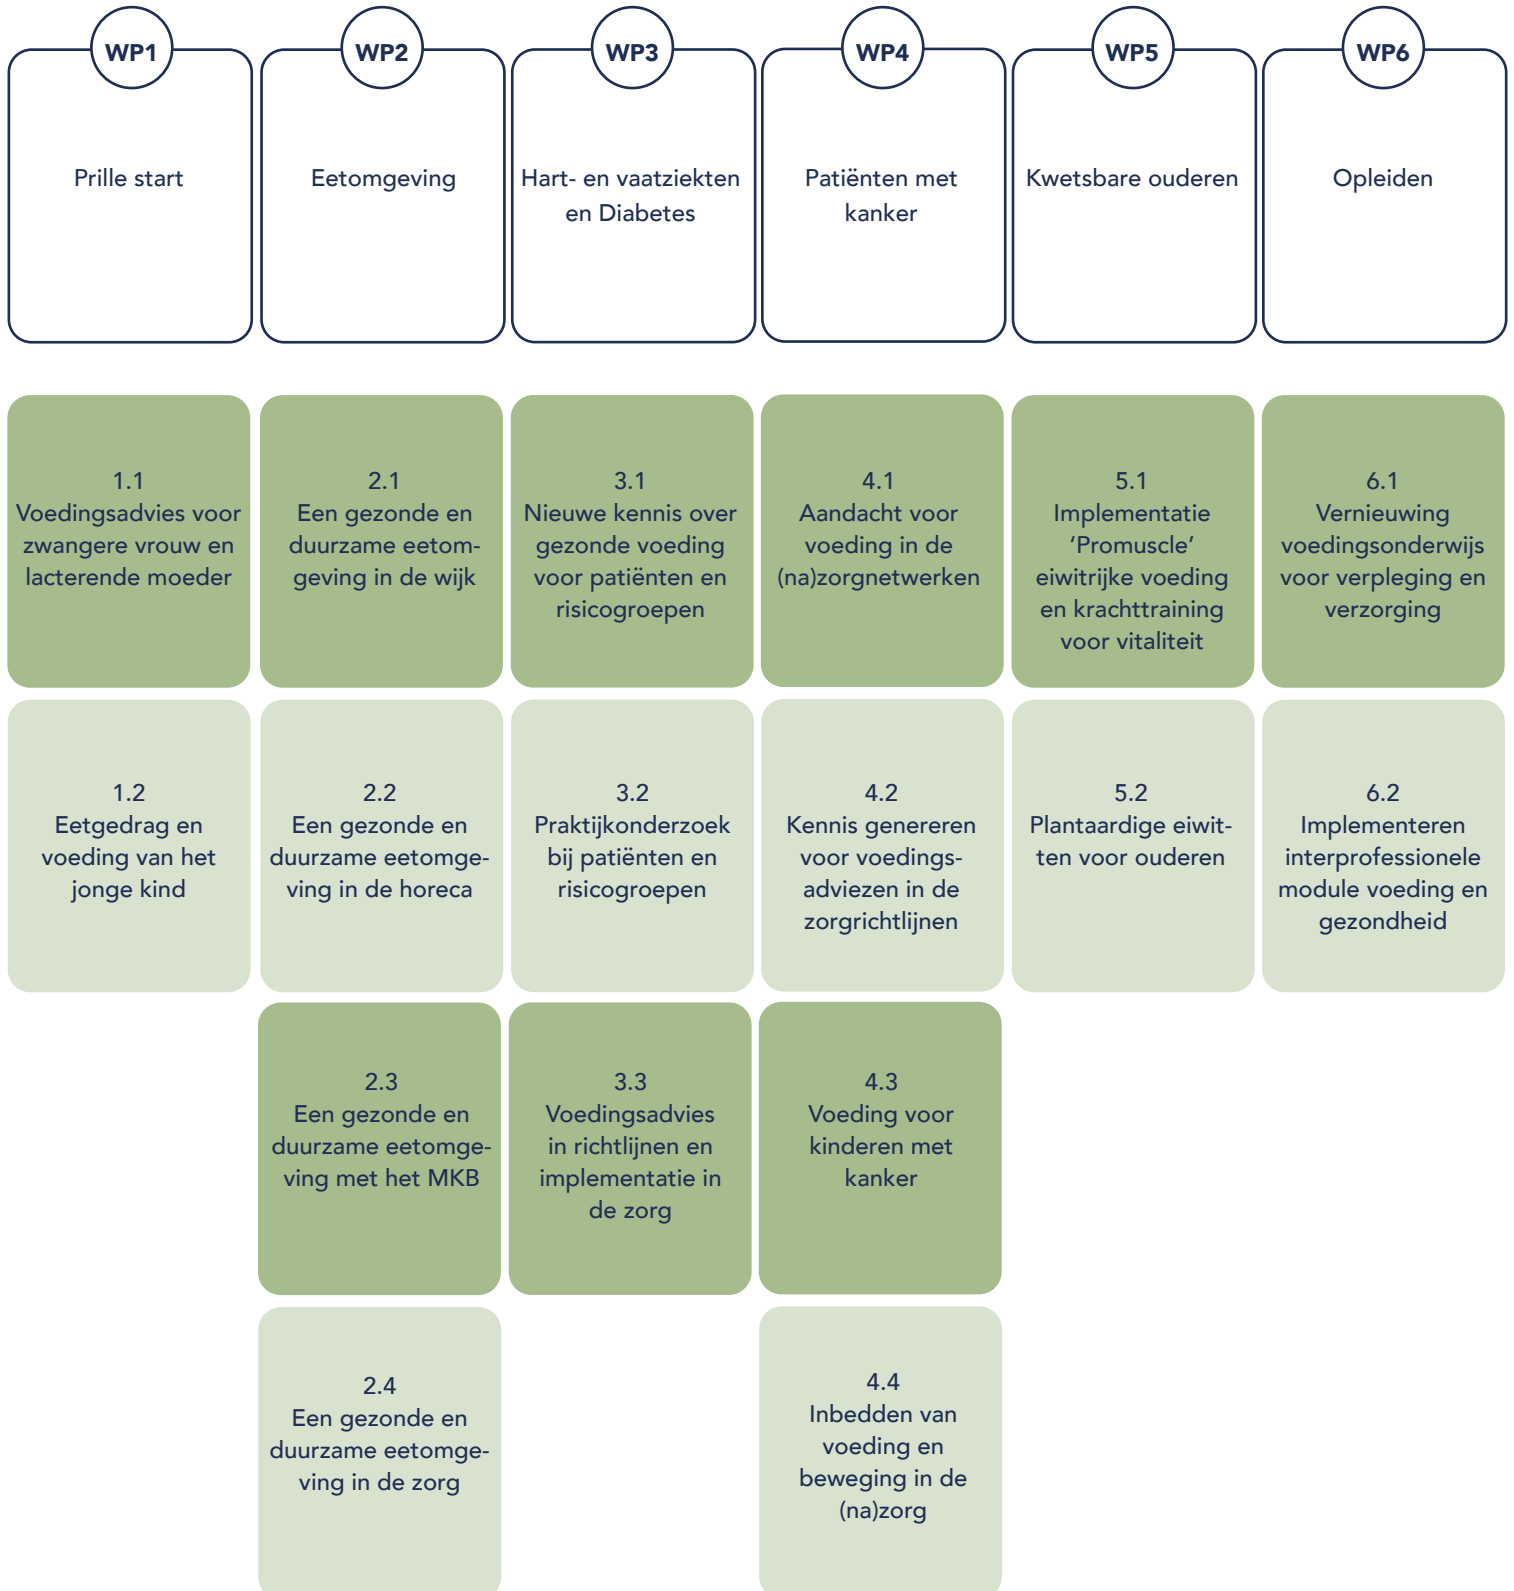 WP1
WP2
WP3
WP4
WP5
WP6
Prille start
Eetomgeving
Hart- en vaatziekten
en Diabetes
Patiënten met
kanker
Kwetsbare ouderen
Opleiden
1.1
Voedingsadvies voor
zwangere vrouw en
lacterende moeder
2.1
Een gezonde en
duurzame eetom-
geving in de wijk
3.1
Nieuwe kennis over
gezonde voeding
voor patiënten en
risicogroepen
4.1
Aandacht voor
voeding in de
(na)zorgnetwerken
5.1
Implementatie
‘Promuscle’
eiwitrijke voeding
en krachttraining
voor vitaliteit
6.1
Vernieuwing
voedingsonderwijs
voor verpleging en
verzorging
1.2
Eetgedrag en
voeding van het
jonge kind
2.2
Een gezonde en
duurzame eetomge-
ving in de horeca
3.2
Praktijkonderzoek
bij patiënten en
risicogroepen
4.2
Kennis genereren
voor voedings-
adviezen in de
zorgrichtlijnen
5.2
Plantaardige eiwit-
ten voor ouderen
6.2
Implementeren
interprofessionele
module voeding en
gezondheid
2.3
Een gezonde en
duurzame eetomge-
ving met het MKB
3.3
Voedingsadvies
in richtlijnen en
implementatie in
de zorg
4.3
Voeding voor
kinderen met
kanker
2.4
Een gezonde en
duurzame eetomge-
ving in de zorg
4.4
Inbedden van
voeding en
beweging in de
(na)zorg